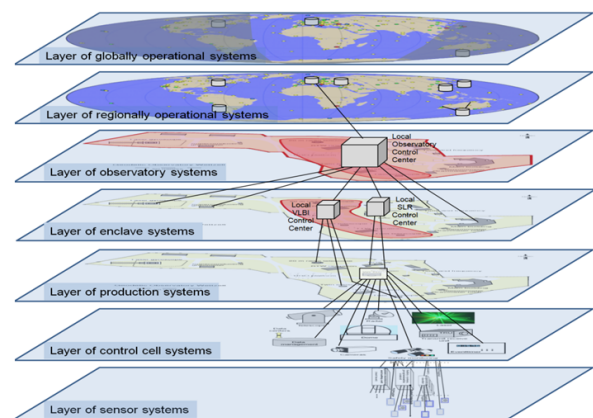 Layer of globally operational systems
Layer of regionally operational systems
Local
Observatory
Control
Center
Layer of observatory systems
Local
VLBI
Control
Center
Local
SLR
Control
Center
Layer of enclave systems
Layer of production systems
Layer of control cell systems
Layer of sensor systems